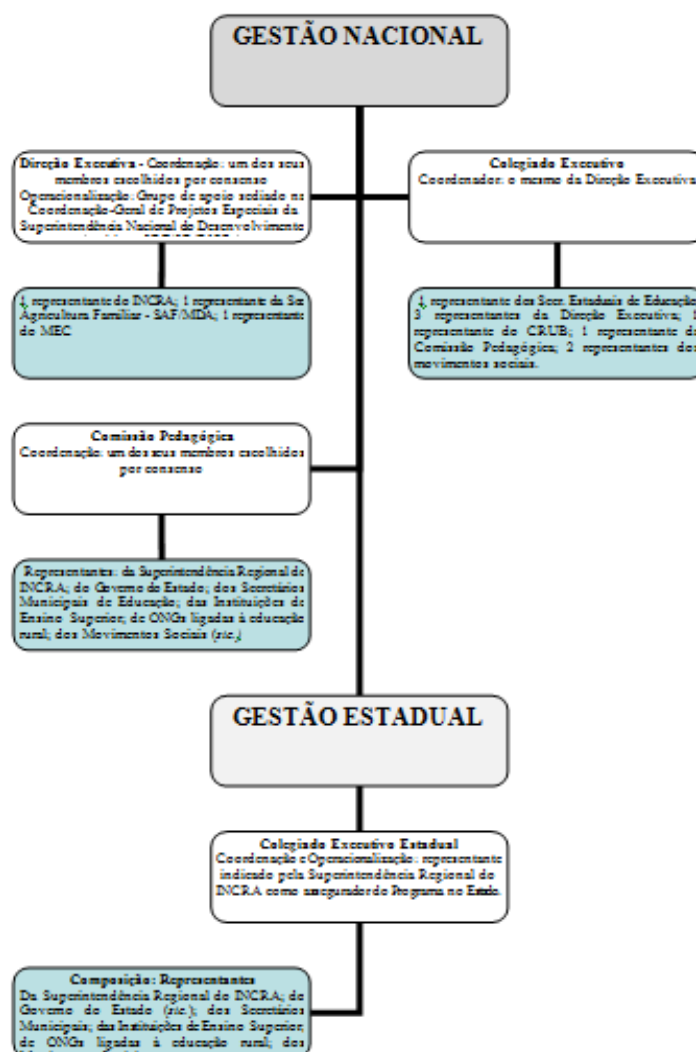 GESTÃO NACIONAL
Direção Executiva - Coordenação: um dos seus
membros escolhidos por consenso
Operacionalização: Grupo de apoio sediado na
Coordenação-Geral de Projetos Especiais da
Superintendência Nacional do Desenvolvimento
Colegiado Executivo
Coordenador: o mesmo da Direção Executiva
1 representante do INCRA; 1 representante da Sec
Agricultura Familiar - SAF/MDA; 1 representante
do MEC
1 representante dos Secr. Estaduais de Educação;
3 representantes da Direção Executiva; 1
representante do CRUB; 1 representante da
Comissão Pedagógica; 2 representantes dos
movimentos sociais.
Comissão Pedagógica
Coordenação: um dos seus membros escolhidos
por consenso
Representantes: da Superintendência Regional do
INCRA; do Governo do Estado; dos Secretários
Municipais de Educação; das Instituições de
Ensino Superior; de ONGs ligadas à educação
rural; dos Movimentos Sociais (sic.)
GESTÃO ESTADUAL
Colegiado Executivo Estadual
Coordenação e Operacionalização: representante
indicado pela Superintendência Regional do
INCRA como assegurador do Programa no Estado.
Composição: Representantes
Da Superintendência Regional do INCRA; do
Governo do Estado (sic.); dos Secretários
Municipais; das Instituições de Ensino Superior;
de ONGs ligadas à educação rural; dos